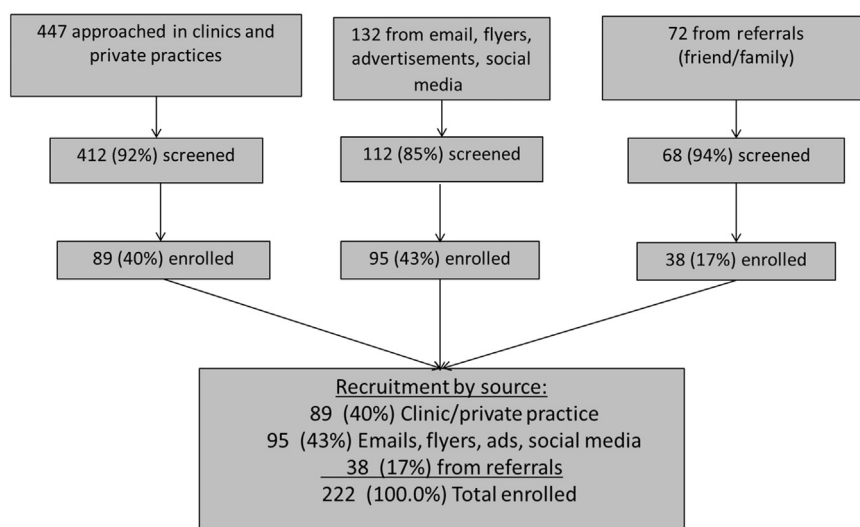 447 approached in clinics and
private practices
132 from email, flyers,
advertisements, social
media
72 from referrals
(friend/family)
412 (92%) screened
112 (85%) screened
68 (94%) screened
89 (40%) enrolled
95 (43%) enrolled
38 (17%) enrolled
Recruitment by source:
89 (40%) Clinic/private practice
95 (43%) Emails, flyers, ads, social media
38 (17%) from referrals
222 (100.0%) Total enrolled